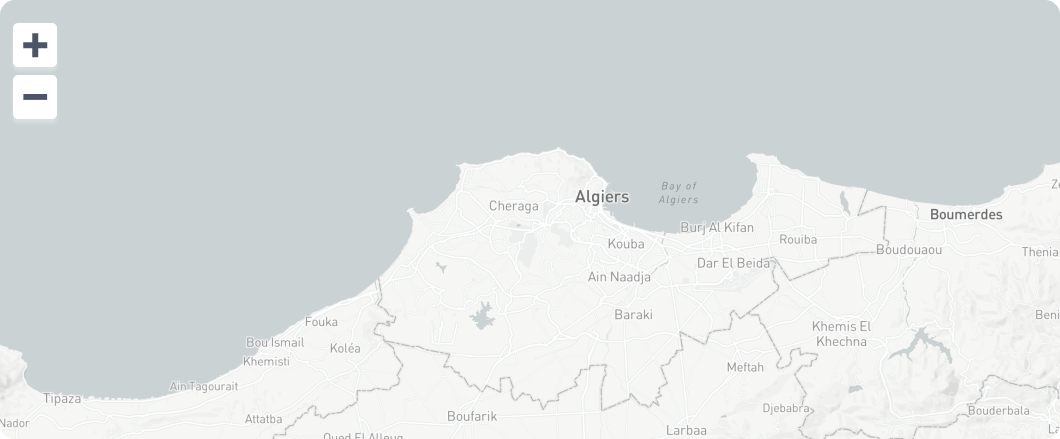 +
−
Bay of
Algiers
Algiers
Cheraga
Boumerdes
Burj Al Kifan
Rouiba
Kouba
Boudouaou
Thenia
Dar El Beida
Ain Naadja
Baraki
Fouka
Khemis El
Khechna
Bou Ismail
Koléa
Khemisti
Meftah
Ain Tagourait
Tipaza
Djebabra
Bouderbala
Boufarik
Attatba
Nador
Larbaa
Oued El Alleug
Beni